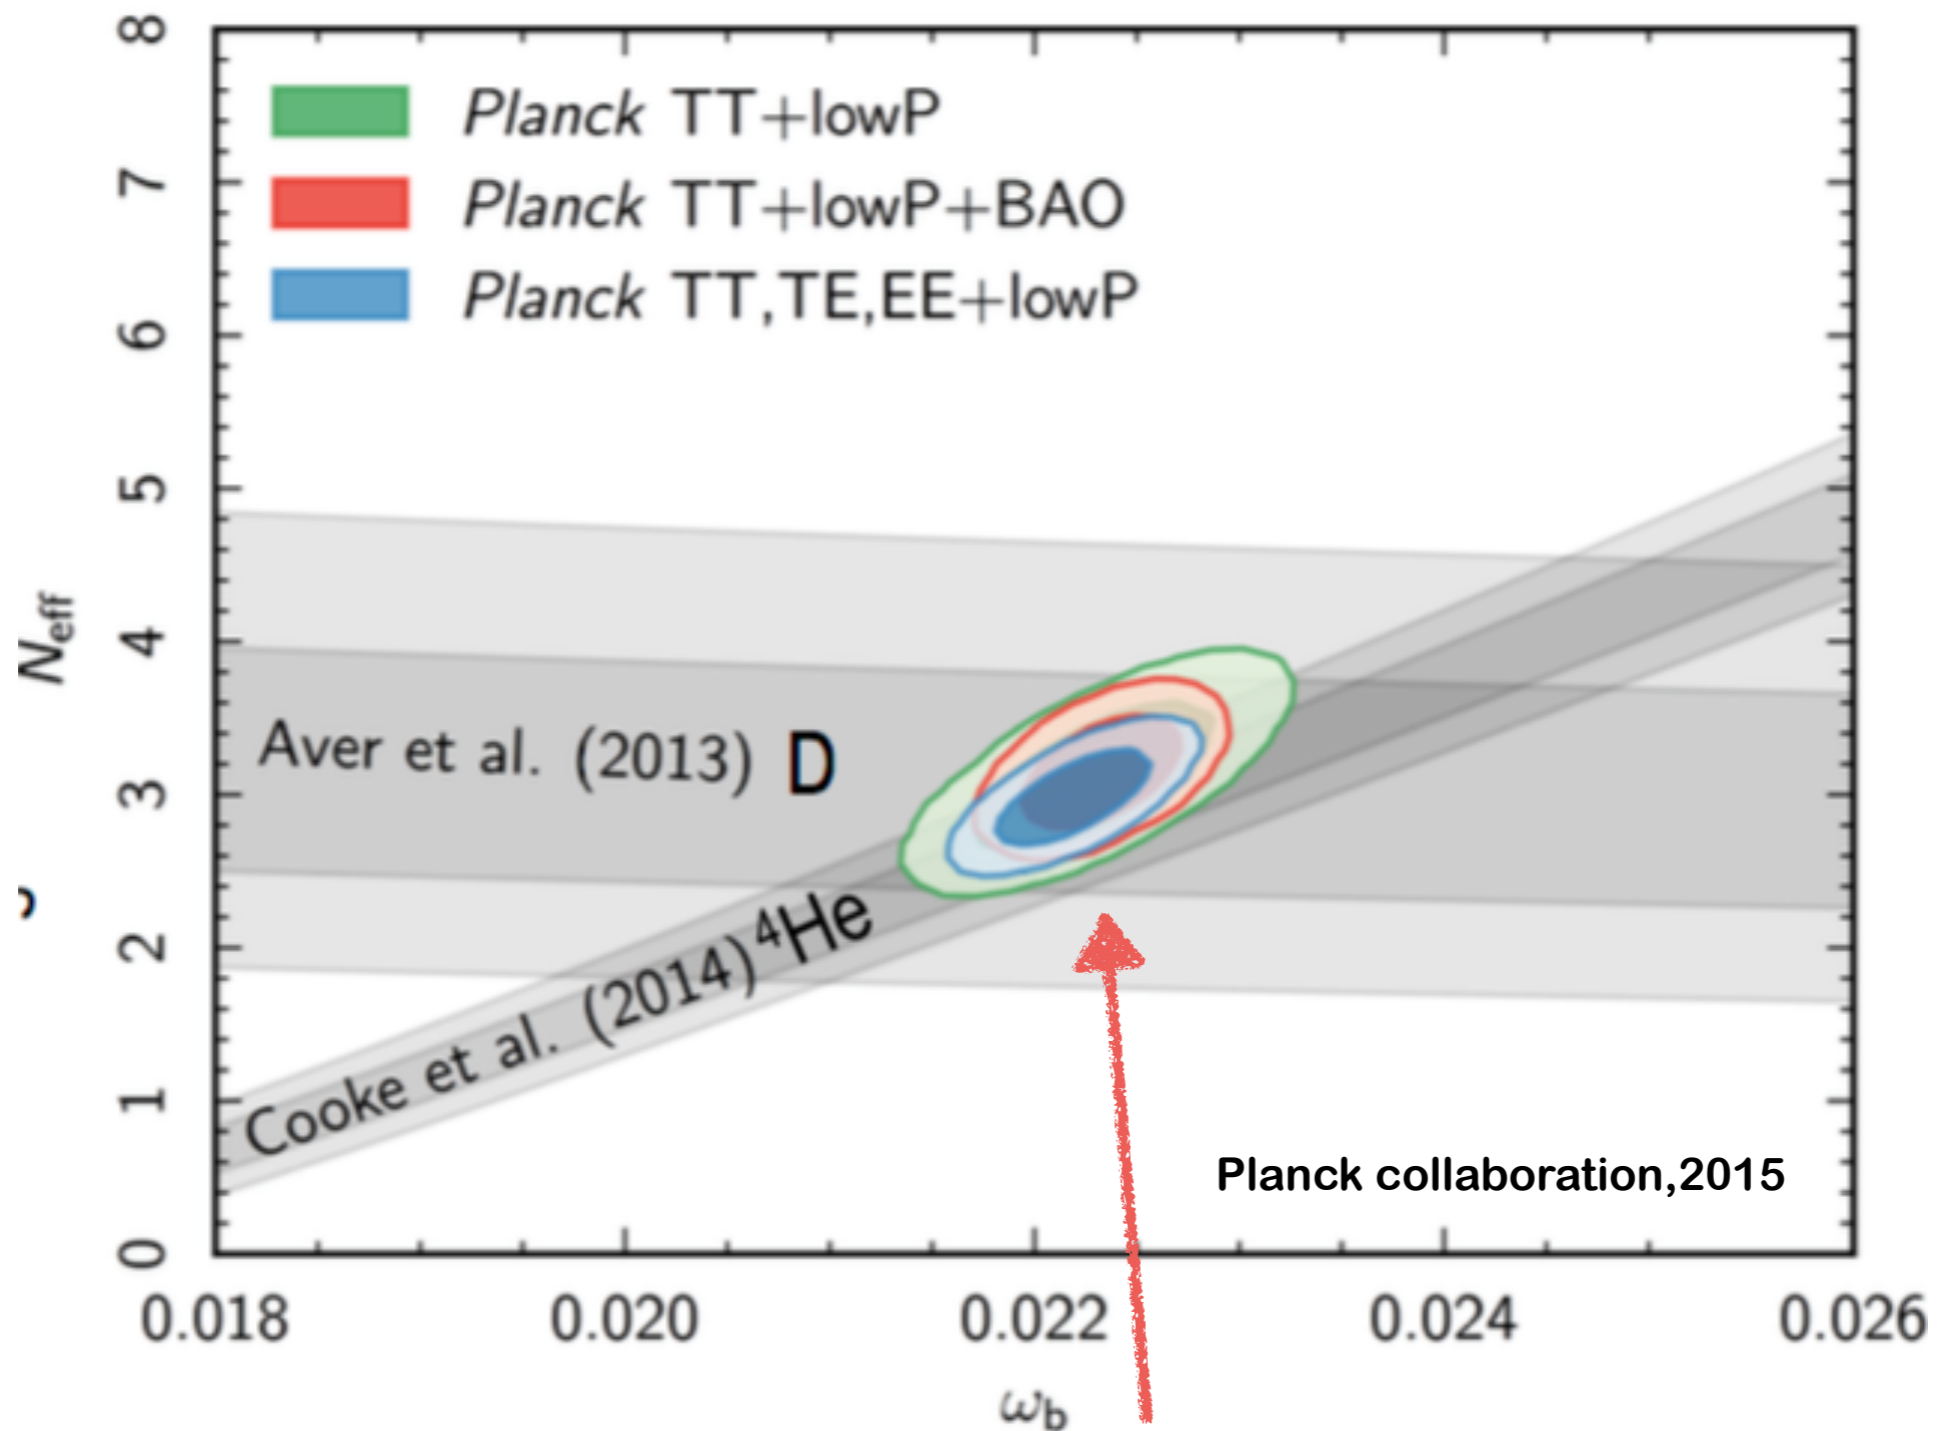 8
Planck TT+lowP
7
Planck TT+lowP+BAO
Planck TT,TE,EE+lowP
6
5
N_eff
4
Aver et al. (2013) D
3
2
Cooke et al. (2014) ⁴He
1
Planck collaboration,2015
0
0.018 0.020 0.022 0.024 0.026
ω_b